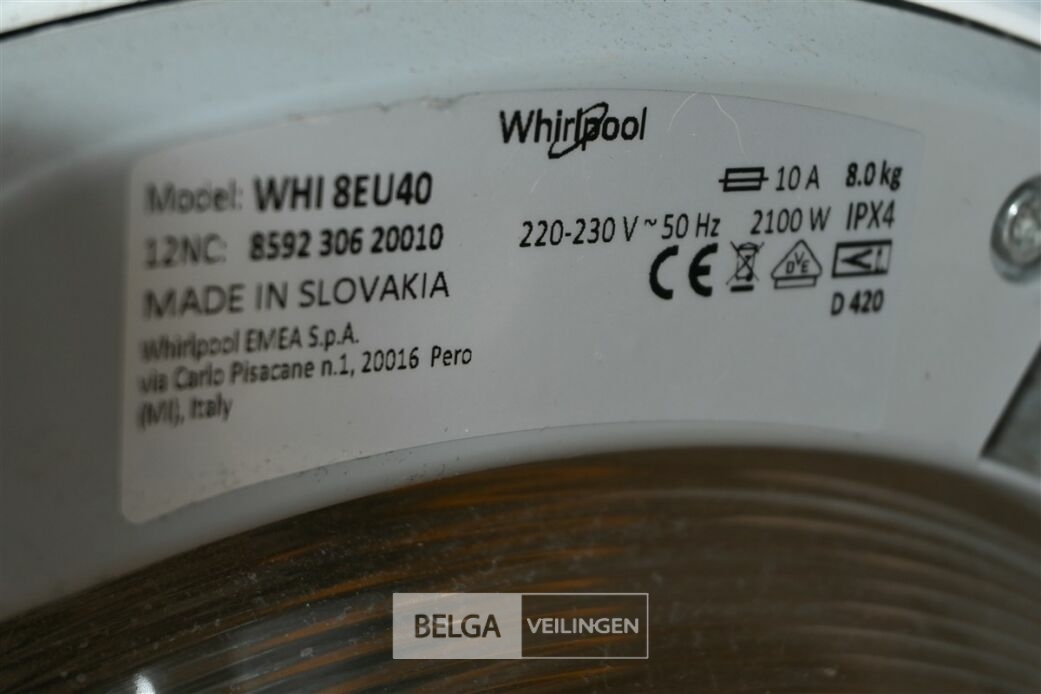 Whirlpool
Model: WHI 8EU40
12NC: 8592 306 20010
MADE IN SLOVAKIA
Whirlpool EMEA S.p.A.
via Carlo Pisacane n.1, 20016 Pero
(MI), Italy
10 A 8.0 kg
220-230 V ~ 50 Hz 2100 W IPX4
CE DVE
D 420
BELGA VEILINGEN